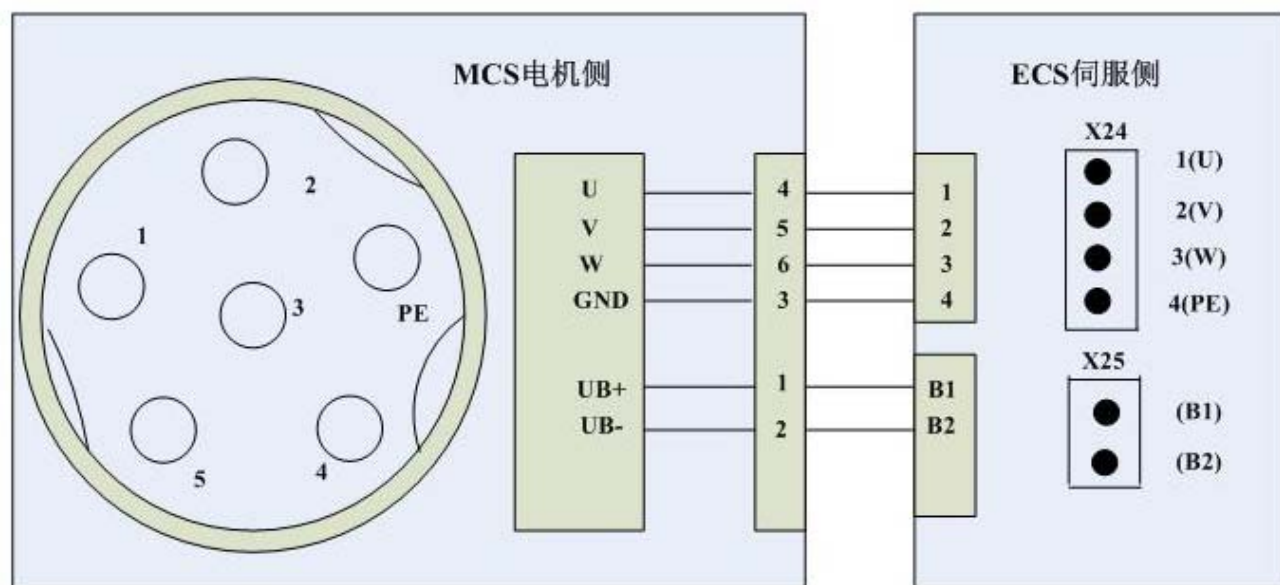 MCS电机侧
2
1
3
PE
5
4
U 4 1
V 5 2
W 6 3
GND 3 4
UB+ 1 B1
UB- 2 B2
ECS伺服侧
X24
1(U)
2(V)
3(W)
4(PE)
X25
(B1)
(B2)